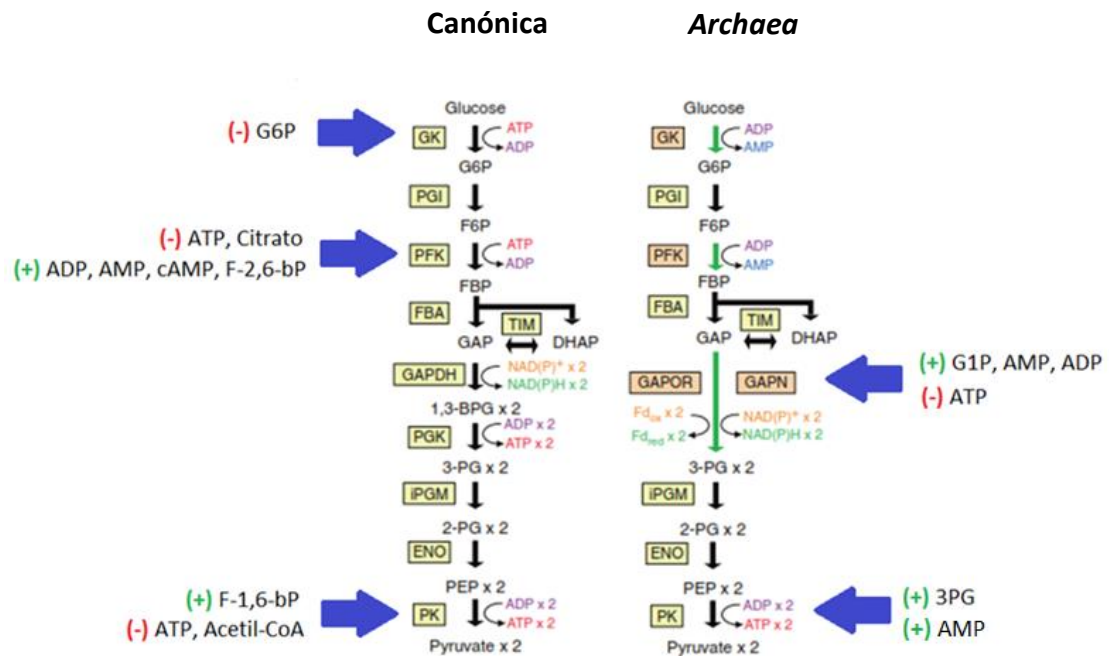 Canónica
Archaea
(-) G6P
(-) ATP, Citrato
(+) ADP, AMP, cAMP, F-2,6-bP
(+) F-1,6-bP
(-) ATP, Acetil-CoA
Glucose
GK
ATP
ADP
G6P
PGI
F6P
PFK
ATP
ADP
FBP
FBA
TIM
GAP
DHAP
GAPDH
NAD(P)⁺ x 2
NAD(P)H x 2
1,3-BPG x 2
PGK
ADP x 2
ATP x 2
3-PG x 2
iPGM
2-PG x 2
ENO
PEP x 2
PK
ADP x 2
ATP x 2
Pyruvate x 2
Glucose
GK
ADP
AMP
G6P
PGI
F6P
PFK
ADP
AMP
FBP
FBA
TIM
GAP
DHAP
GAPOR
GAPN
Fdox x 2
NAD(P)⁺ x 2
Fdred x 2
NAD(P)H x 2
3-PG x 2
iPGM
2-PG x 2
ENO
PEP x 2
PK
ADP x 2
ATP x 2
Pyruvate x 2
(+) G1P, AMP, ADP
(-) ATP
(+) 3PG
(+) AMP